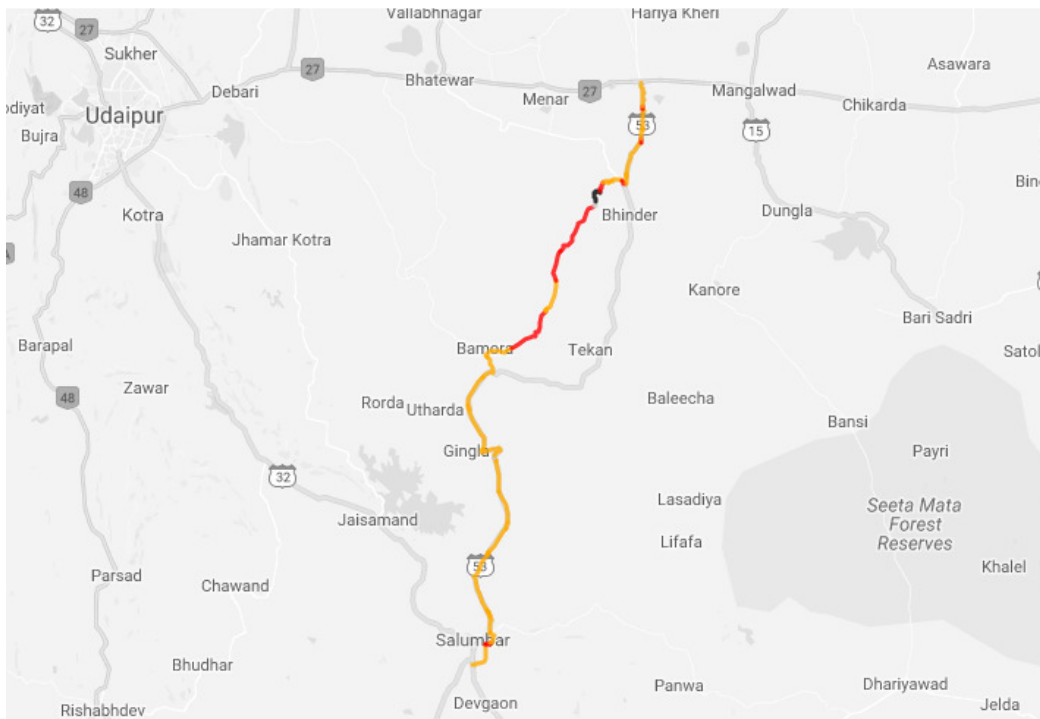 32
27
Vallabhnagar
Hariya Kheri
Sukher
27
Bhatewar
Menar
27
Mangalwad
Asawara
Debari
Chikarda
odiyat
Udaipur
Bujra
53
15
48
Kotra
Bhinder
Dungla
Bin
Jhamar Kotra
Kanore
Bari Sadri
Barapal
Bamora
Tekan
Satol
Zawar
48
Rorda
Utharda
Baleecha
Bansi
Gingla
Payri
32
Jaisamand
Lasadiya
Seeta Mata
Forest
Reserves
Lifafa
53
Khalel
Parsad
Chawand
Salumbar
Bhudhar
Devgaon
Panwa
Dhariyawad
Rishabhdev
Jelda